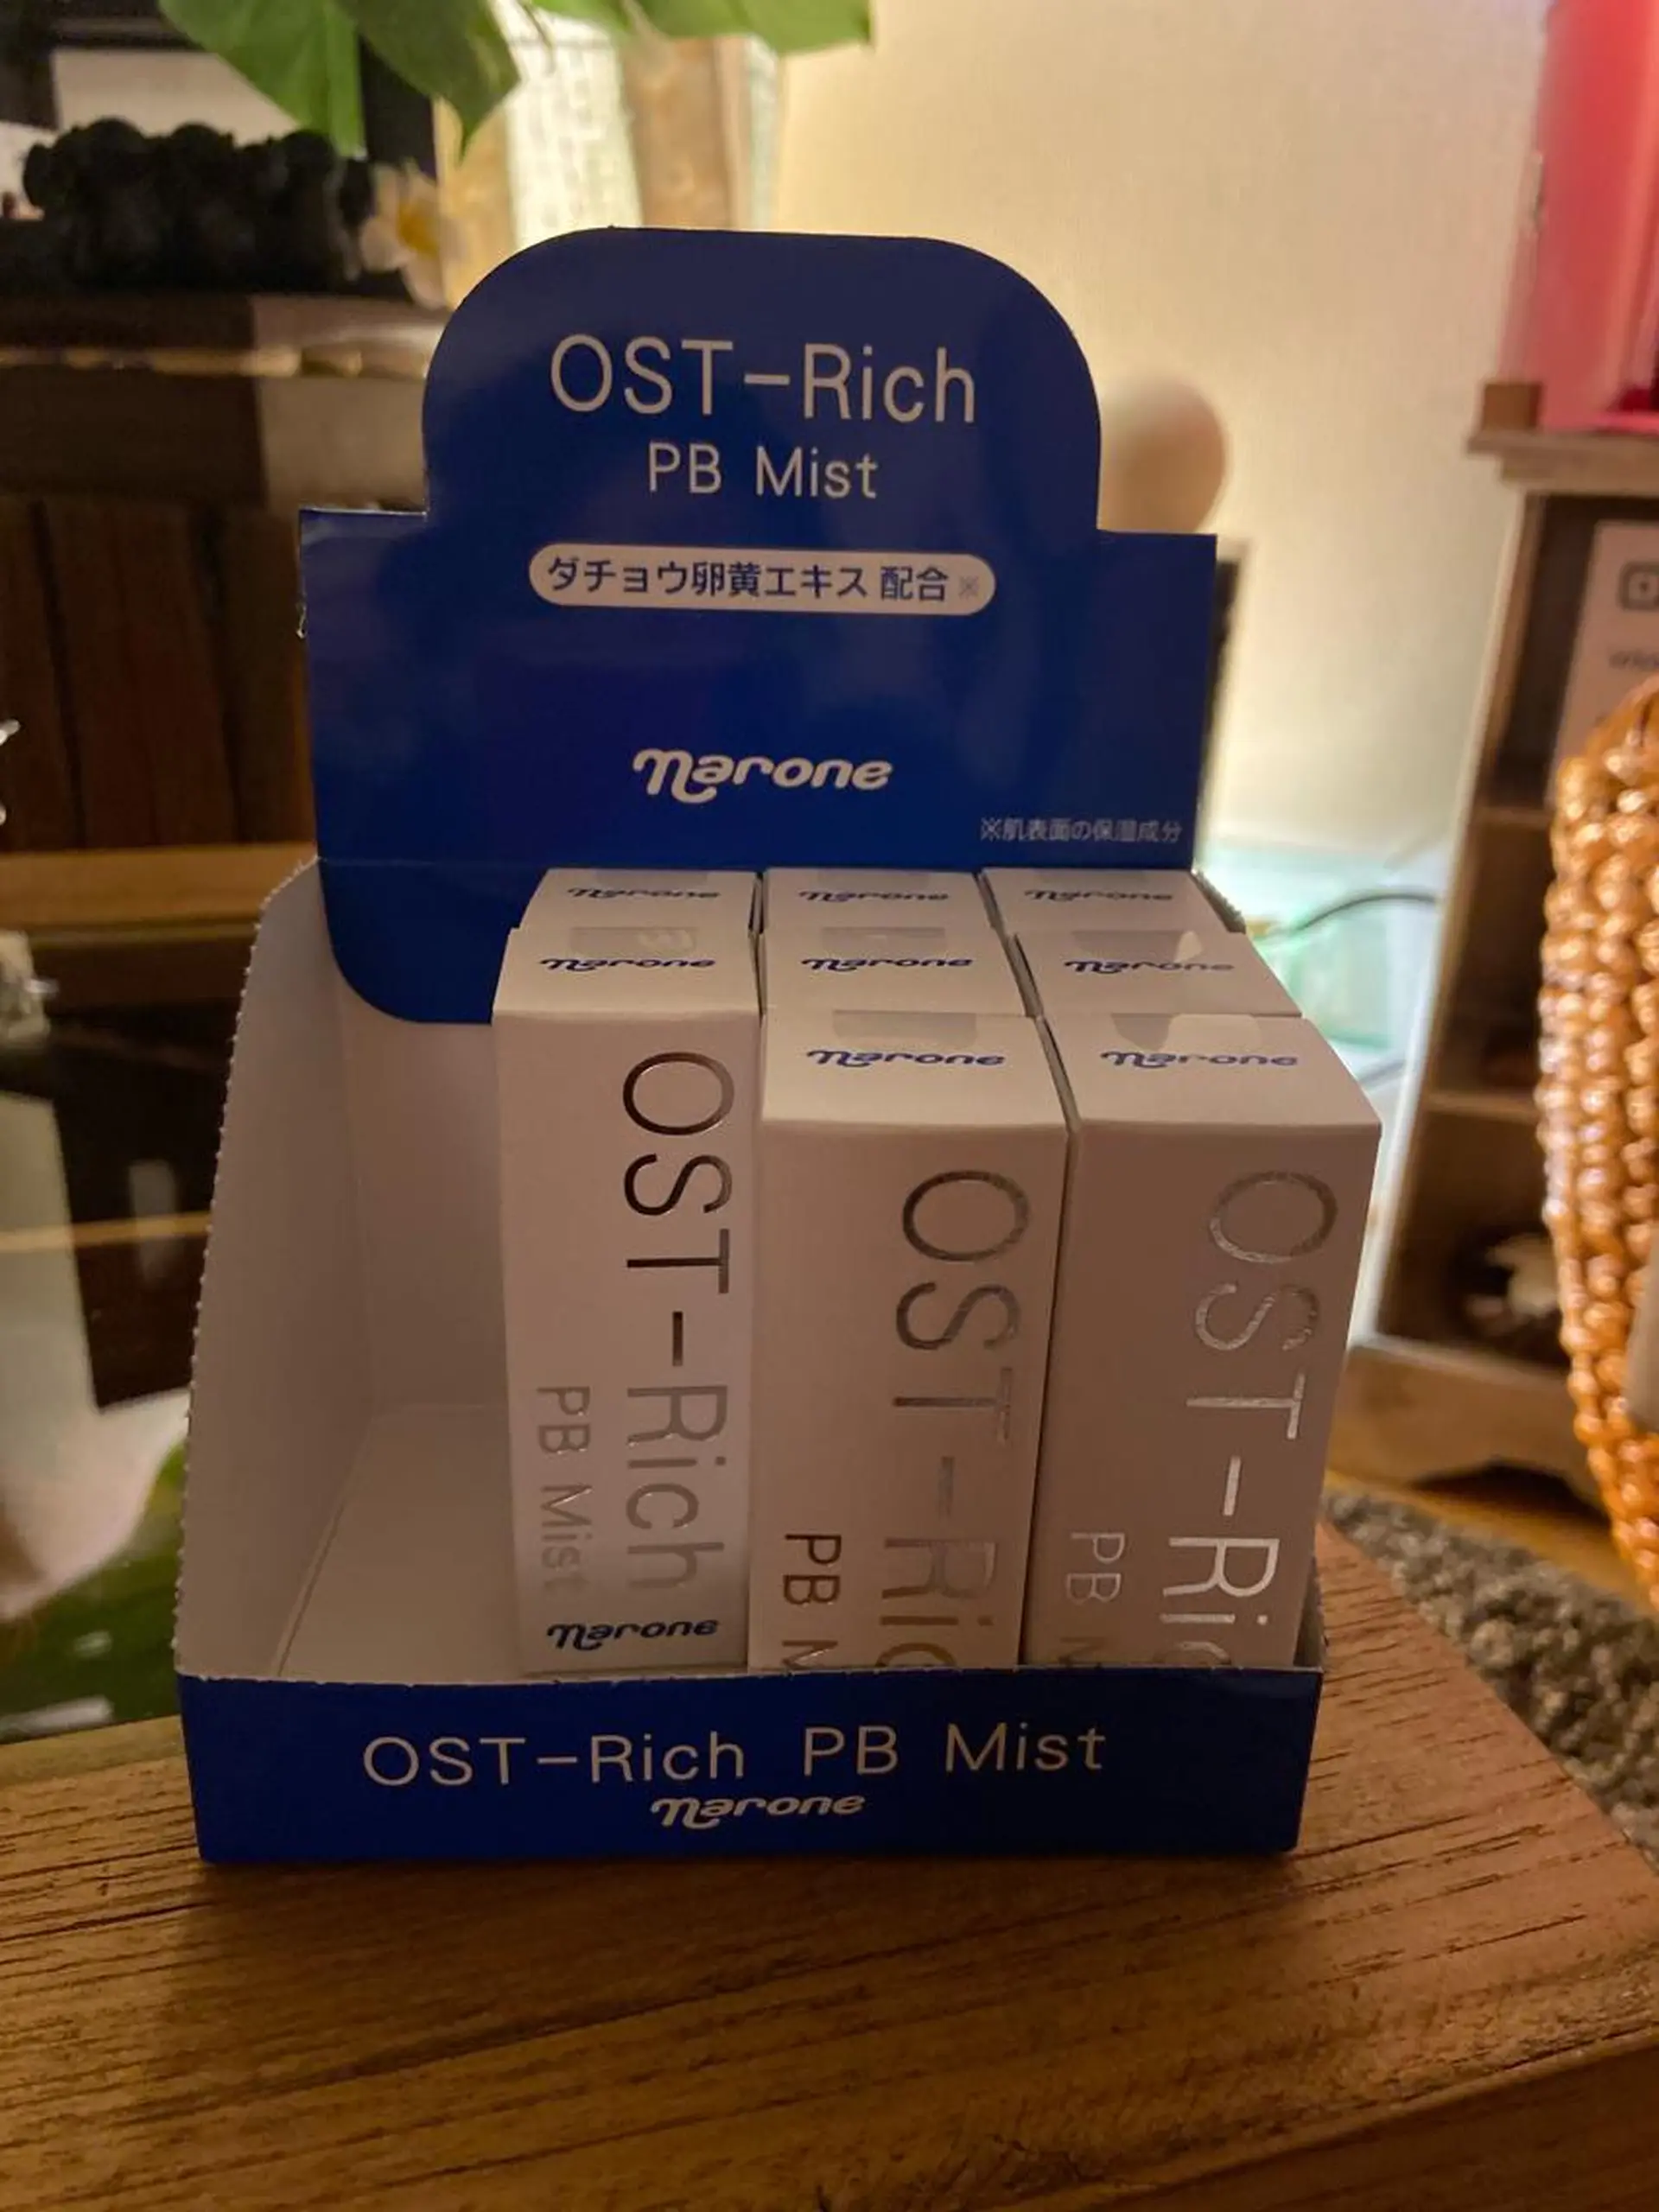 OST-Rich
PB Mist
ダチョウ卵黄エキス 配合※
narone
※肌表面の保湿成分
narone
narone
narone
narone
narone
narone
narone
narone
OST-Rich
PB Mist
narone
OST-Ric
PB M
OST-Ric
PB M
OST-Rich PB Mist
narone